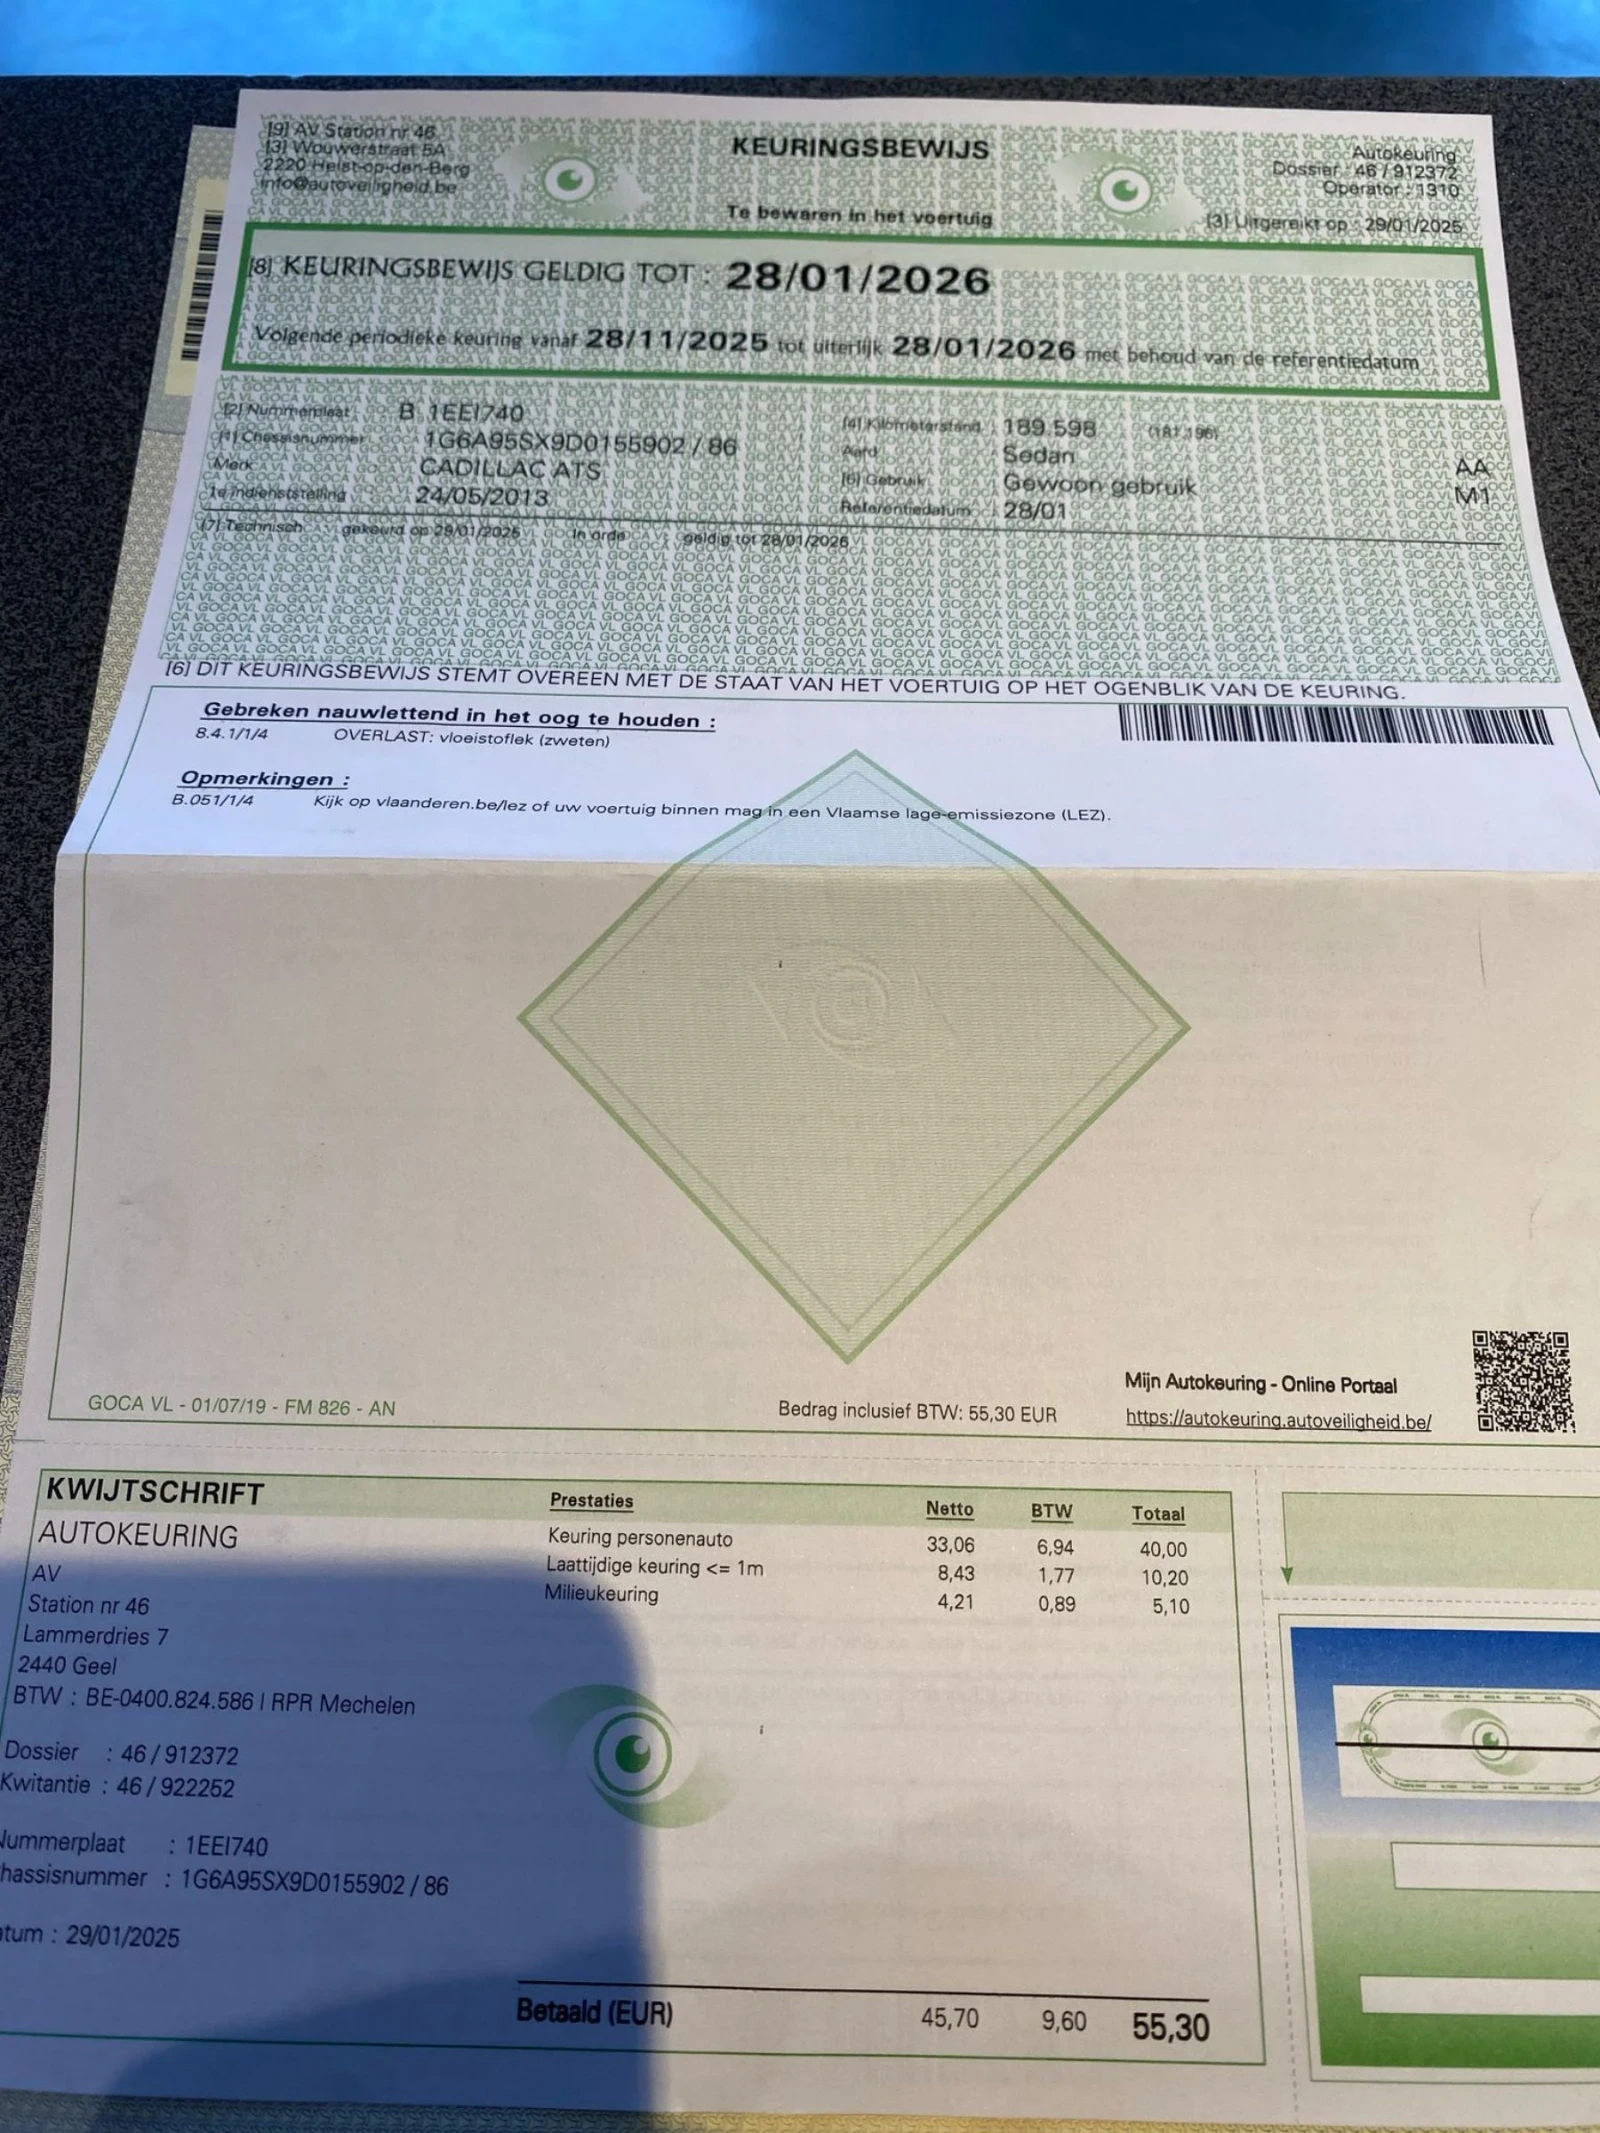 [9] AV Station nr 46
[3] Wouwerstraat 5A
2220 Heist-op-den-Berg
info@autoveiligheid.be
KEURINGSBEWIJS
Te bewaren in het voertuig
Autokeuring
Dossier : 46 / 912372
Operator : 1310
[3] Uitgereikt op : 29/01/2025
[8] KEURINGSBEWIJS GELDIG TOT : 28/01/2026
Volgende periodieke keuring vanaf 28/11/2025 tot uiterlijk 28/01/2026 met behoud van de referentiedatum
[2] Nummerplaat B 1EEI740
[1] Chassisnummer 1G6A95SX9D0155902 / 86
Merk CADILLAC ATS
1e indienststelling 24/05/2013
[4] Kilometerstand : 189.598 (181.196)
Aard Sedan
[5] Gebruik : Gewoon gebruik
Referentiedatum : 28/01
AA
M1
[7] Technisch gekeurd op 29/01/2025 In orde geldig tot 28/01/2026
[6] DIT KEURINGSBEWIJS STEMT OVEREEN MET DE STAAT VAN HET VOERTUIG OP HET OGENBLIK VAN DE KEURING.
Gebreken nauwlettend in het oog te houden :
8.4.1/1/4 OVERLAST: vloeistoflek (zweten)
Opmerkingen :
B.051/1/4 Kijk op vlaanderen.be/lez of uw voertuig binnen mag in een Vlaamse lage-emissiezone (LEZ).
GOCA VL - 01/07/19 - FM 826 - AN
Bedrag inclusief BTW: 55,30 EUR
Mijn Autokeuring - Online Portaal
https://autokeuring.autoveiligheid.be/
KWIJTSCHRIFT
AUTOKEURING
AV
Station nr 46
Lammerdries 7
2440 Geel
BTW : BE-0400.824.586 | RPR Mechelen
Dossier : 46 / 912372
Kwitantie : 46 / 922252
Nummerplaat : 1EEI740
hassisnummer : 1G6A95SX9D0155902 / 86
atum : 29/01/2025
Prestaties Netto BTW Totaal
Keuring personenauto 33,06 6,94 40,00
Laattijdige keuring <= 1m 8,43 1,77 10,20
Milieukeuring 4,21 0,89 5,10
Betaald (EUR) 45,70 9,60 55,30